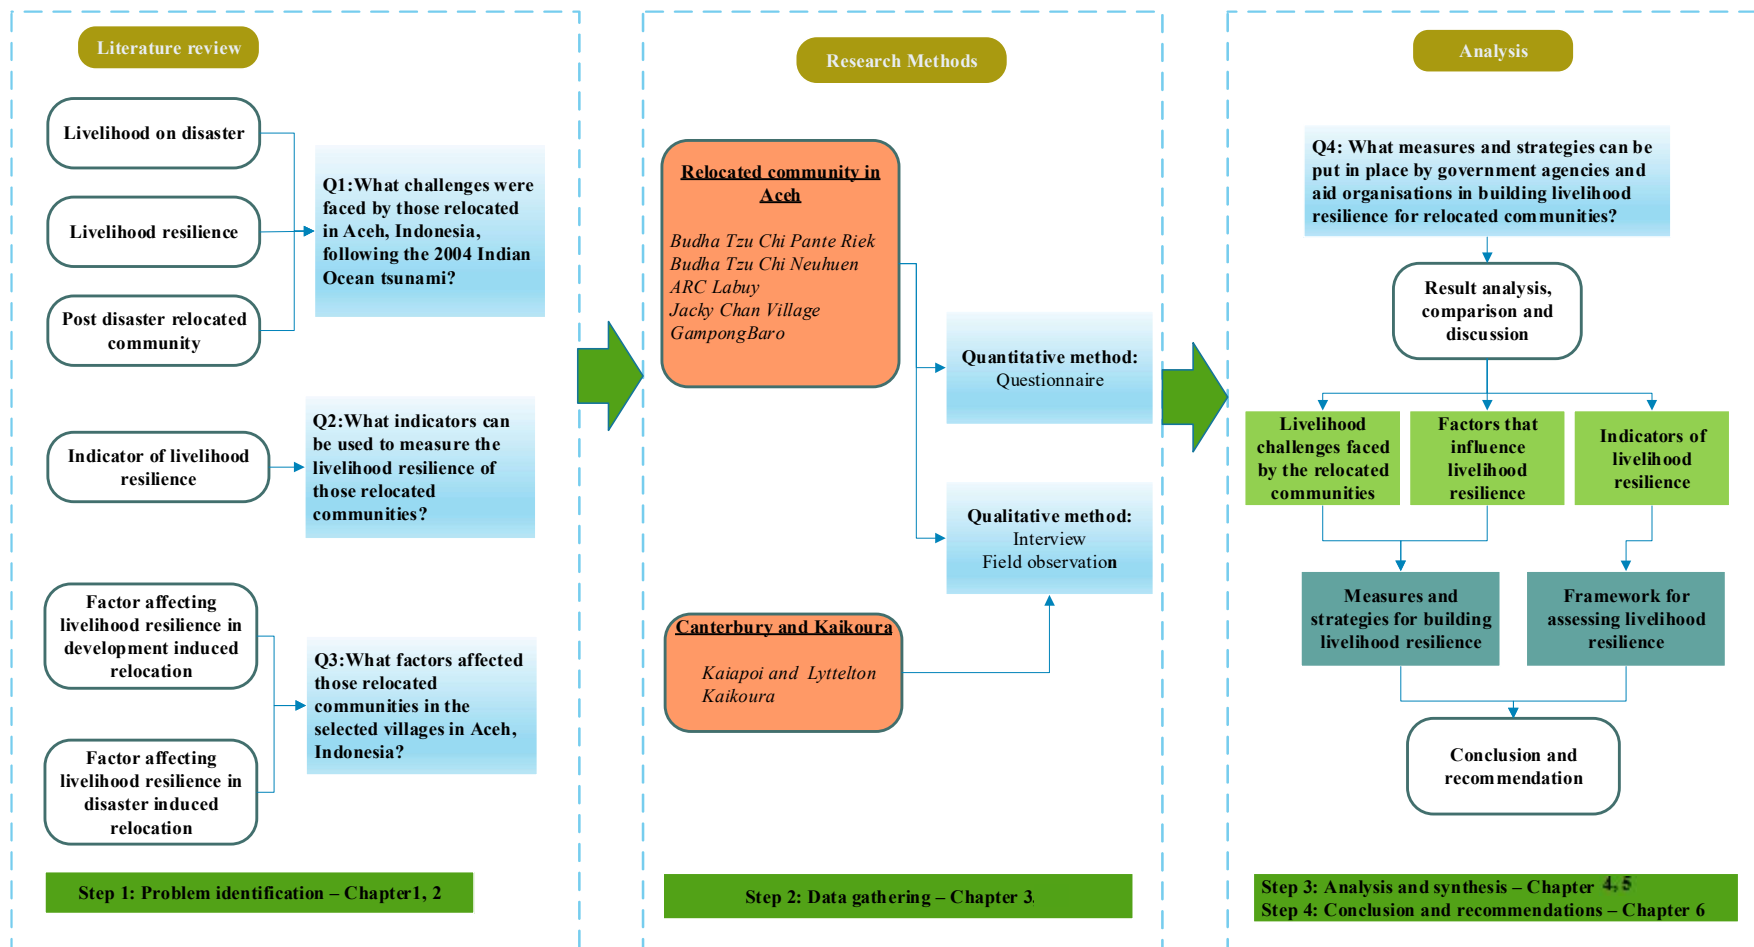 Literature review
Livelihood on disaster
Livelihood resilience
Post disaster relocated
community
Q1:What challenges were
faced by those relocated
in Aceh, Indonesia,
following the 2004 Indian
Ocean tsunami?
Indicator of livelihood
resilience
Q2:What indicators can
be used to measure the
livelihood resilience of
those relocated
communities?
Factor affecting
livelihood resilience in
development induced
relocation
Factor affecting
livelihood resilience in
disaster induced
relocation
Q3:What factors affected
those relocated
communities in the
selected villages in Aceh,
Indonesia?
Step 1: Problem identification – Chapter1, 2
Research Methods
Relocated community in
Aceh
Budha Tzu Chi Pante Riek
Budha Tzu Chi Neuhuen
ARC Labuy
Jacky Chan Village
GampongBaro
Quantitative method:
Questionnaire
Qualitative method:
Interview
Field observation
Canterbury and Kaikoura
Kaiapoi and Lyttelton
Kaikoura
Step 2: Data gathering – Chapter 3.
Analysis
Q4: What measures and strategies can be
put in place by government agencies and
aid organisations in building livelihood
resilience for relocated communities?
Result analysis,
comparison and
discussion
Livelihood
challenges faced
by the relocated
communities
Factors that
influence
livelihood
resilience
Indicators of
livelihood
resilience
Measures and
strategies for building
livelihood resilience
Framework for
assessing livelihood
resilience
Conclusion and
recommendation
Step 3: Analysis and synthesis – Chapter 4, 5
Step 4: Conclusion and recommendations – Chapter 6